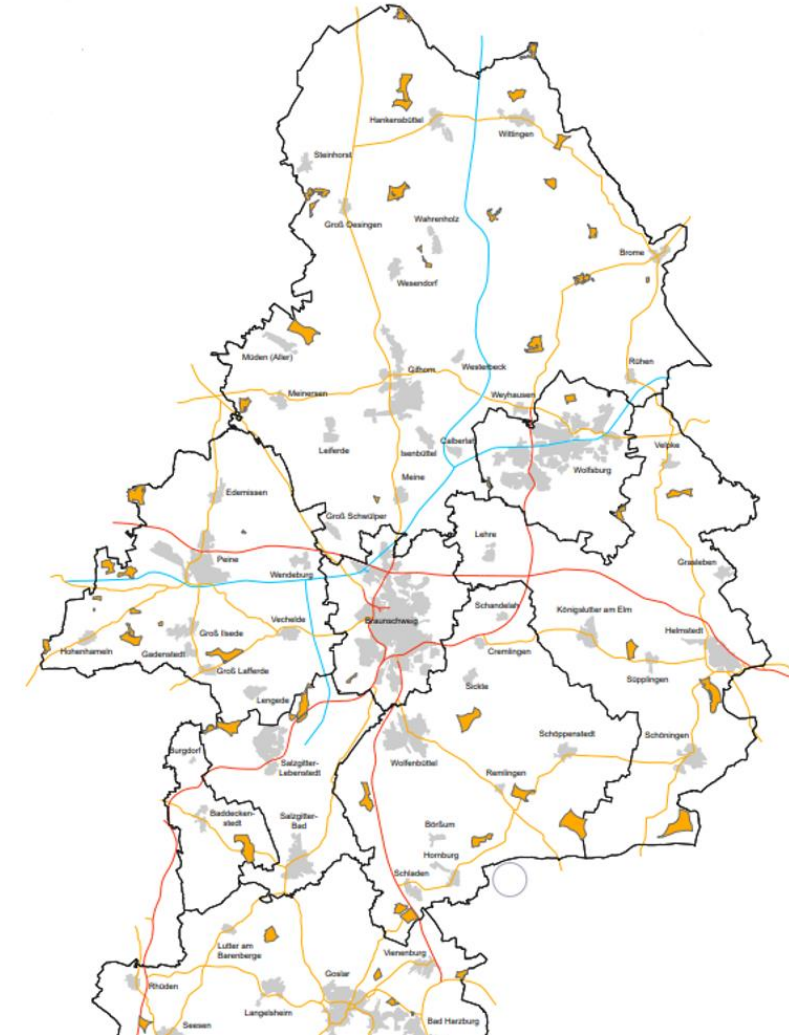 Hankensbüttel
Wittingen
Steinhorst
Groß Oesingen
Wahrenholz
Brome
Wesendorf
Müden (Aller)
Gifhorn
Westerbeck
Rühen
Meinersen
Weyhausen
Leiferde
Isenbüttel
Calberlah
Velpke
Wolfsburg
Meine
Edemissen
Groß Schwülper
Lehre
Peine
Wendeburg
Grasleben
Schandelah
Königslutter am Elm
Vechelde
Braunschweig
Groß Ilsede
Helmstedt
Hohenhameln
Gadenstedt
Cremlingen
Groß Lafferde
Süpplingen
Sickte
Lengede
Schöppenstedt
Schöningen
Burgdorf
Wolfenbüttel
Salzgitter-
Lebenstedt
Remlingen
Baddecken-
stedt
Salzgitter-
Bad
Börßum
Hornburg
Schladen
Lutter am
Barenberge
Vienenburg
Goslar
Rhüden
Langelsheim
Seesen
Bad Harzburg